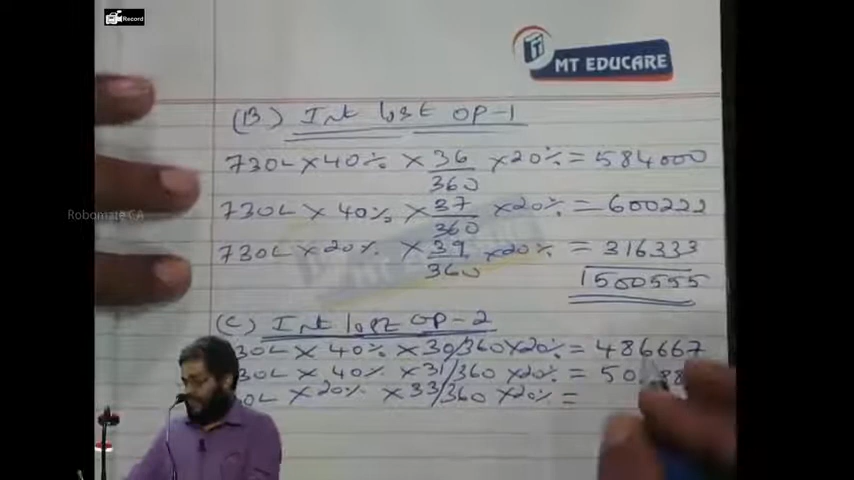 Record
MT EDUCARE
(B) Int lost OP-1
730L × 40% × 36/360 × 20% = 584000
730L × 40% × 37/360 × 20% = 600222
Robomate CA
730L × 20% × 39/360 × 20% = 316333
1500555
(C) Int lost OP-2
30L × 40% × 30/360 × 20% = 486667
30L × 40% × 31/360 × 20% = 50
0L × 20% × 33/360 × 20% =